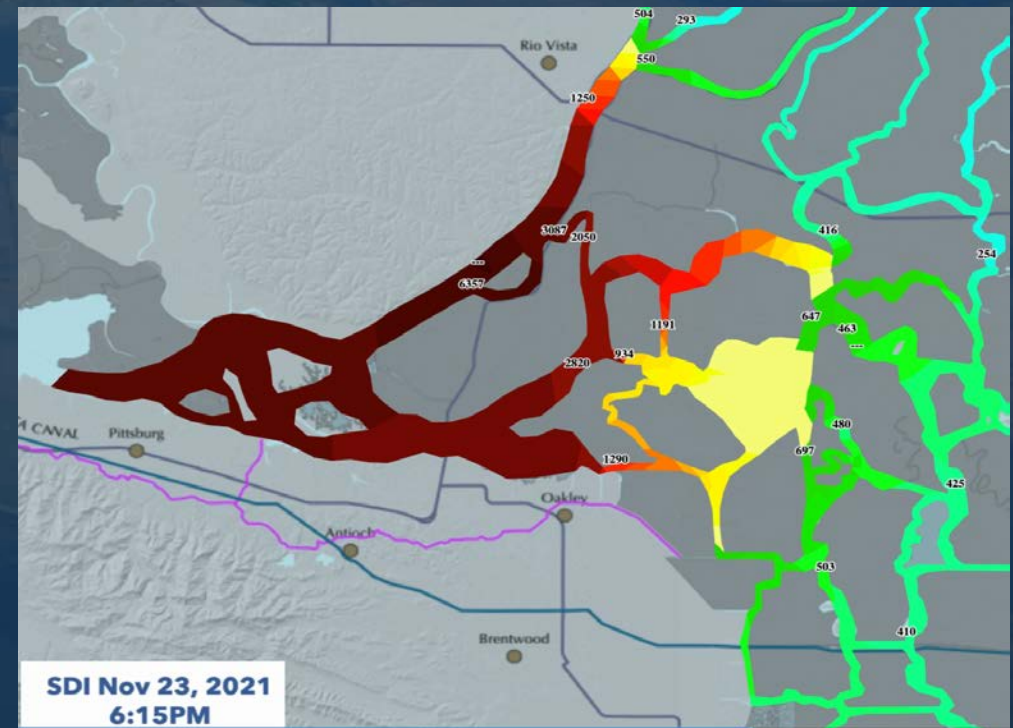 504
293
Rio Vista
550
1250
3087
2050
416
254
---
6357
647
463
1191
---
2820
934
480
697
A CANAL
Pittsburg
1290
425
Oakley
Antioch
503
410
Brentwood
SDI Nov 23, 2021
6:15PM